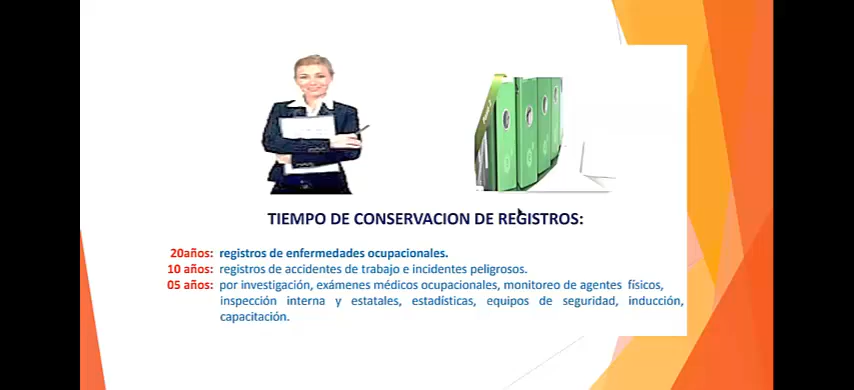 TIEMPO DE CONSERVACION DE REGISTROS:
20años: registros de enfermedades ocupacionales.
10 años: registros de accidentes de trabajo e incidentes peligrosos.
05 años: por investigación, exámenes médicos ocupacionales, monitoreo de agentes físicos,
inspección interna y estatales, estadísticas, equipos de seguridad, inducción,
capacitación.